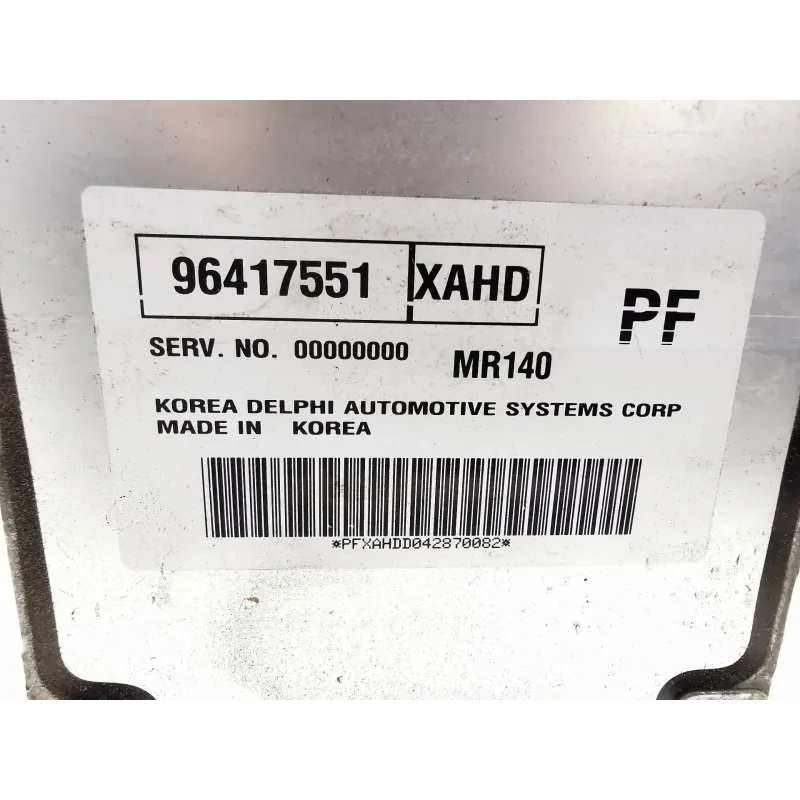 96417551 XAHD
PF
SERV. NO. 00000000 MR140
KOREA DELPHI AUTOMOTIVE SYSTEMS CORP
MADE IN KOREA
*PFXAHDD042870082*